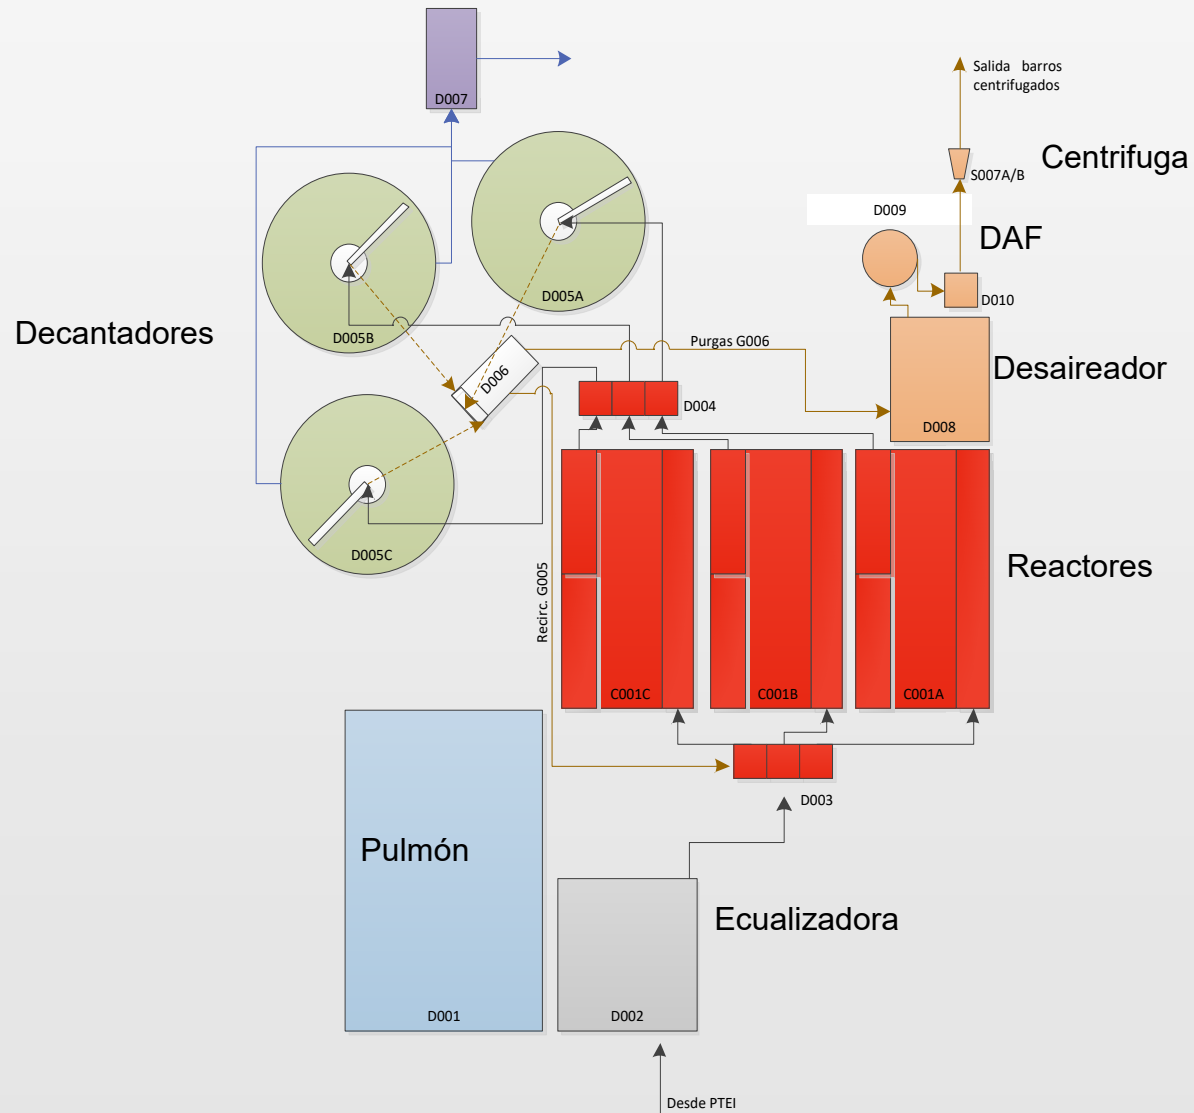 D007
Salida barros
centrifugados
Centrifuga
S007A/B
D009
DAF
D005A
D010
Decantadores
D005B
Purgas G006
D006
Desaireador
D004
D008
D005C
Recirc. G005
Reactores
C001C
C001B
C001A
D003
Pulmón
Ecualizadora
D001
D002
Desde PTEI